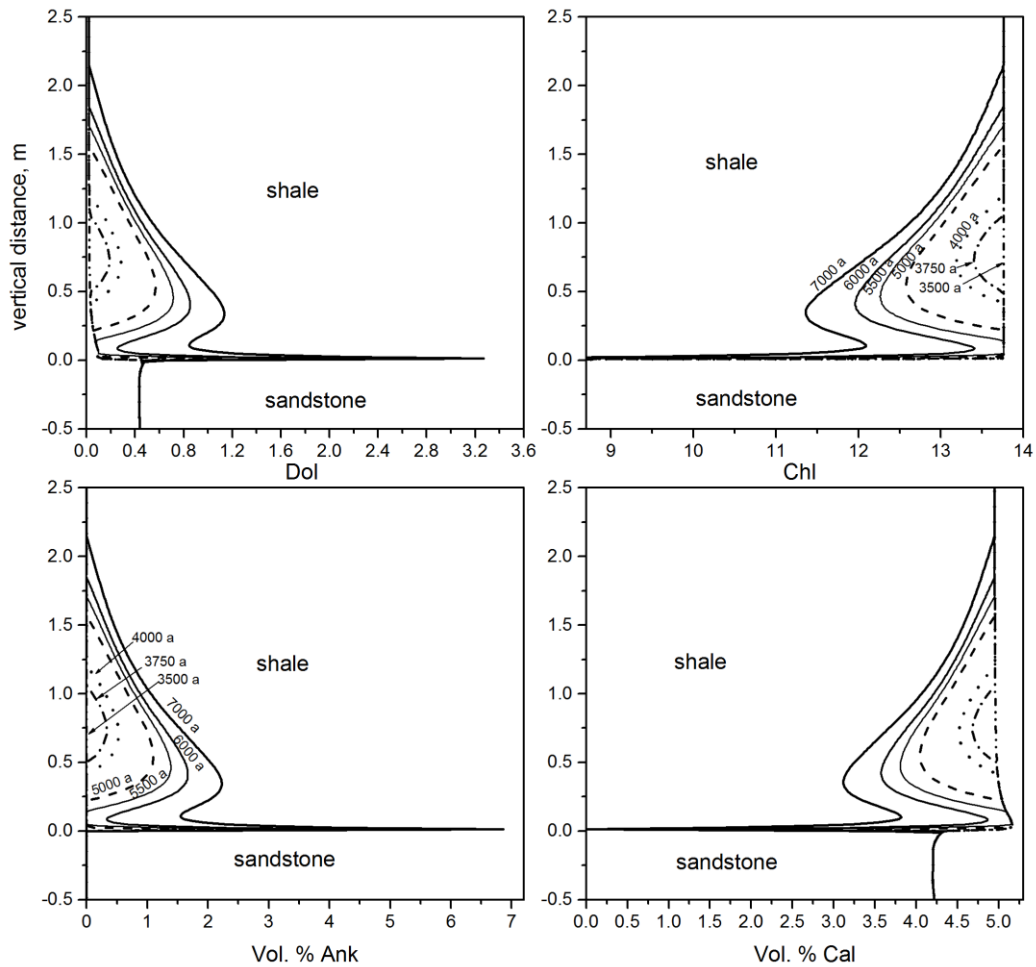 2.5
2.0
1.5
1.0
0.5
0.0
-0.5
vertical distance, m
shale
sandstone
0.0 0.4 0.8 1.2 1.6 2.0 2.4 2.8 3.2 3.6
Dol
2.5
2.0
1.5
1.0
0.5
0.0
-0.5
shale
4000 a
3750 a
3500 a
5000 a
5500 a
6000 a
7000 a
sandstone
9 10 11 12 13 14
Chl
2.5
2.0
1.5
1.0
0.5
0.0
-0.5
4000 a
3750 a
3500 a
shale
7000 a
6000 a
5000 a
5500 a
sandstone
0 1 2 3 4 5 6 7
Vol. % Ank
2.5
2.0
1.5
1.0
0.5
0.0
-0.5
shale
sandstone
0.0 0.5 1.0 1.5 2.0 2.5 3.0 3.5 4.0 4.5 5.0
Vol. % Cal